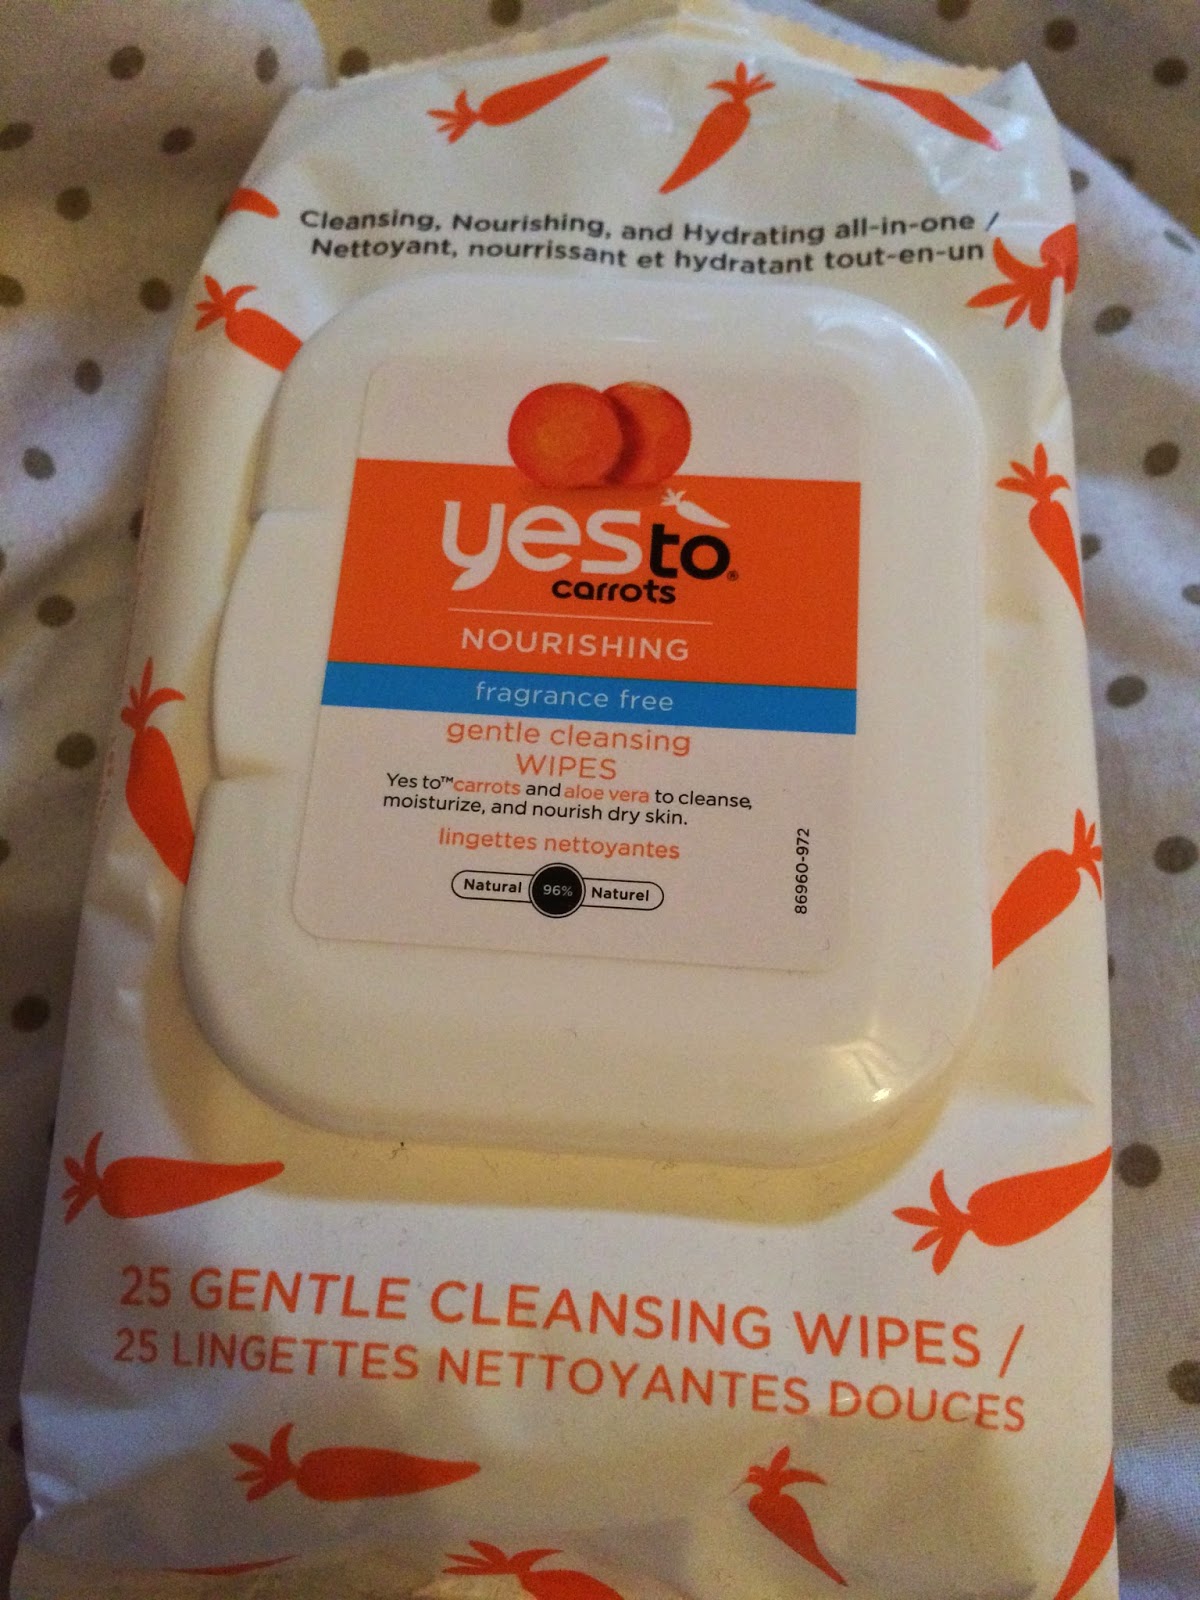 Cleansing, Nourishing, and Hydrating all-in-one /
Nettoyant, nourrissant et hydratant tout-en-un
yes to®
carrots
NOURISHING
fragrance free
gentle cleansing
WIPES
Yes to™carrots and aloe vera to cleanse,
moisturize, and nourish dry skin.
lingettes nettoyantes
Natural 96% Naturel
86960-972
25 GENTLE CLEANSING WIPES /
25 LINGETTES NETTOYANTES DOUCES